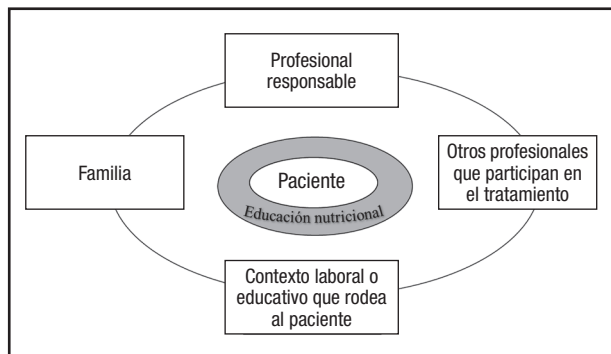 Profesional
responsable
Familia
Paciente
Educación nutricional
Otros profesionales
que participan en
el tratamiento
Contexto laboral o
educativo que rodea
al paciente